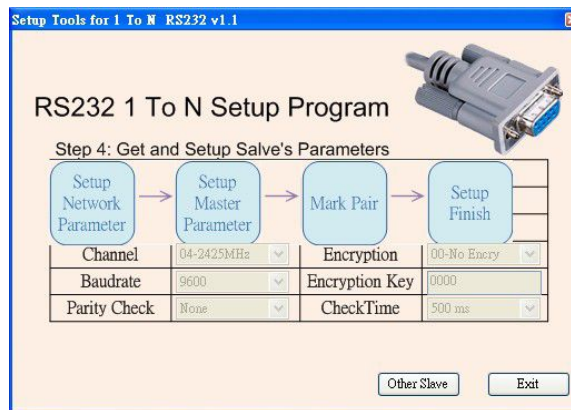 Setup Tools for 1 To N RS232 v1.1
RS232 1 To N Setup Program
Step 4: Get and Setup Salve's Parameters
Setup Network Parameter
Setup Master Parameter
Mark Pair
Setup Finish
Channel 04-2425MHz Encryption 00-No Encry
Baudrate 9600 Encryption Key 0000
Parity Check None CheckTime 500 ms
Other Slave Exit